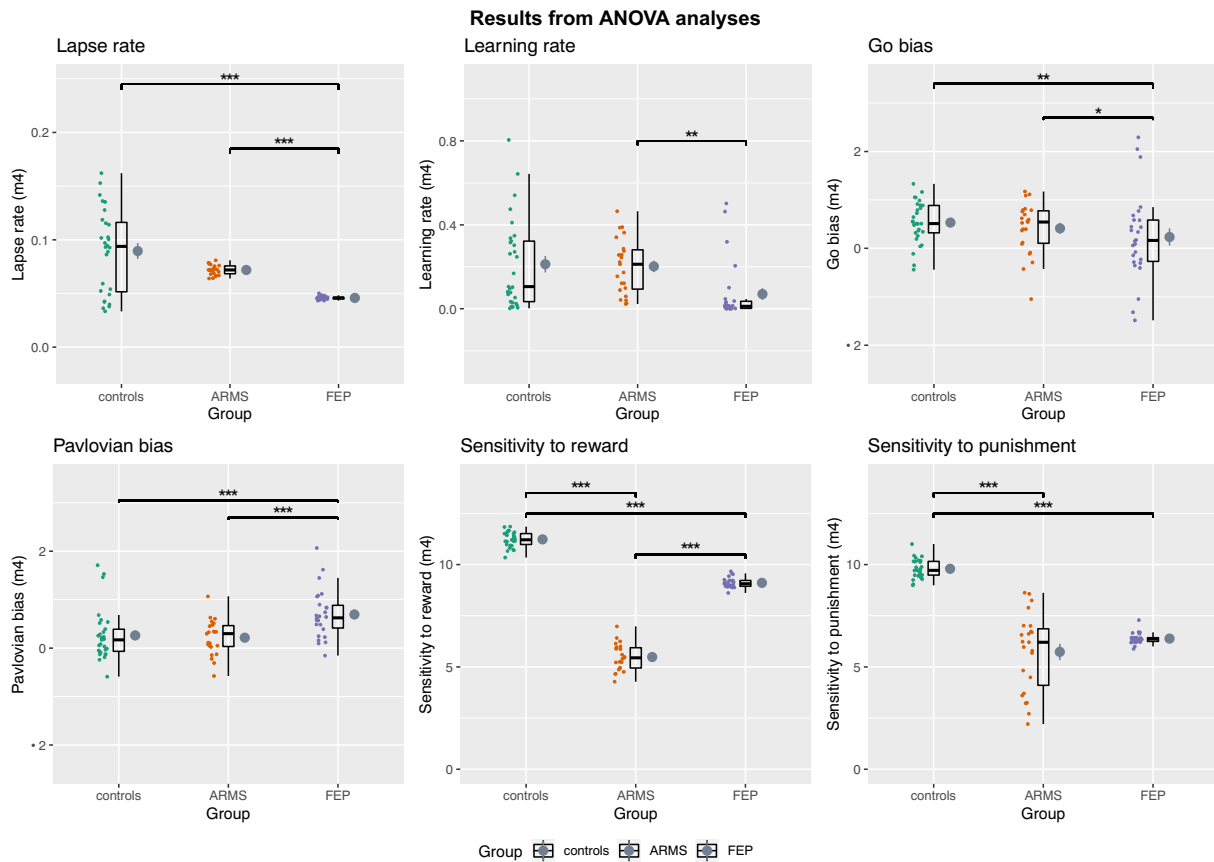 Results from ANOVA analyses
Lapse rate
Lapse rate (m4)
0.2
0.1
0.0
***
***
controls ARMS FEP
Group
Learning rate
Learning rate (m4)
0.8
0.4
0.0
**
controls ARMS FEP
Group
Go bias
Go bias (m4)
2
0
• 2
**
*
controls ARMS FEP
Group
Pavlovian bias
Pavlovian bias (m4)
2
0
• 2
***
***
controls ARMS FEP
Group
Sensitivity to reward
Sensitivity to reward (m4)
10
5
0
***
***
***
controls ARMS FEP
Group
Sensitivity to punishment
Sensitivity to punishment (m4)
10
5
0
***
***
controls ARMS FEP
Group
Group controls ARMS FEP